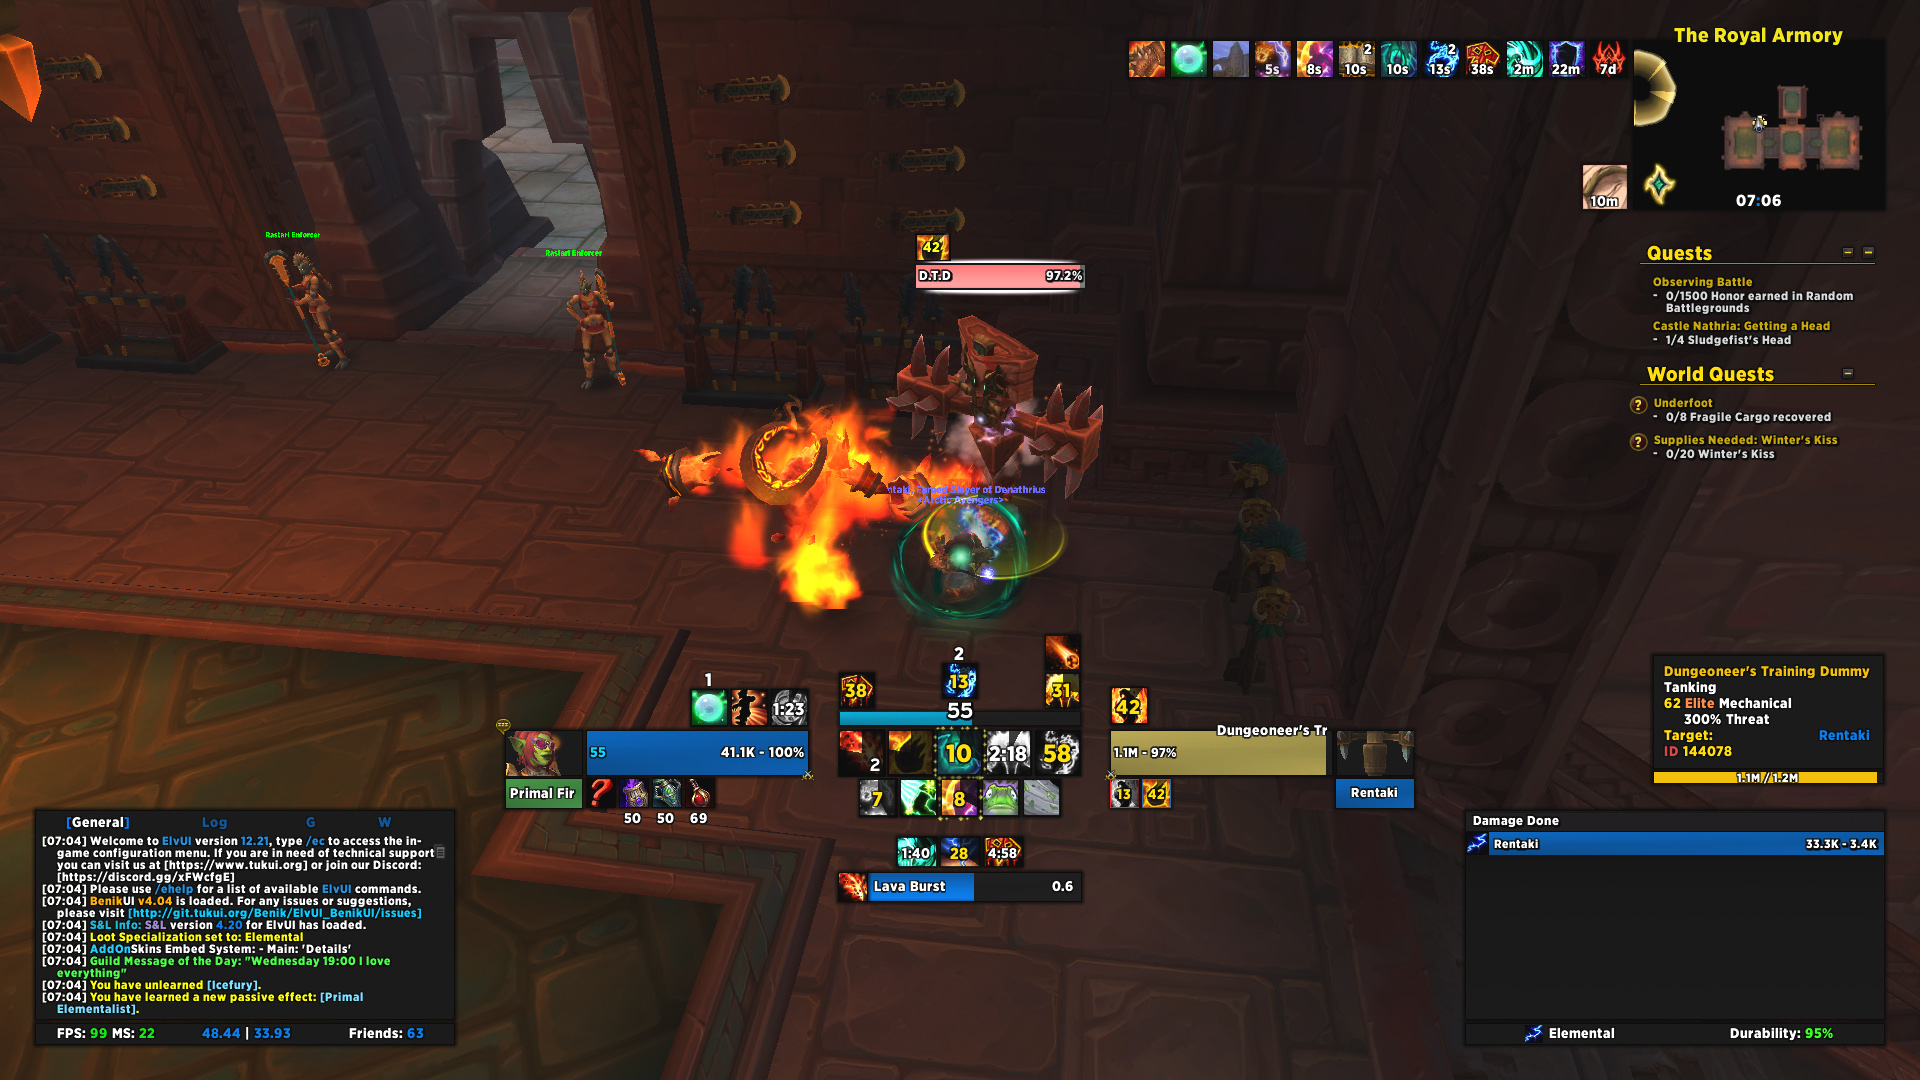 The Royal Armory
5s
8s
2
10s
10s
2
13s
38s
2m
22m
7d
10m
07:06
Rastari Enforcer
Rastari Enforcer
42
D.T.D
97.2%
Quests
Observing Battle
- 0/1500 Honor earned in Random
Battlegrounds
Castle Nathria: Getting a Head
- 1/4 Sludgefist's Head
World Quests
Underfoot
- 0/8 Fragile Cargo recovered
Supplies Needed: Winter's Kiss
- 0/20 Winter's Kiss
Slayer of Denathrius
<Arctic Avengers>
1
1:23
38
2
13
55
31
42
55
41.1K - 100%
2
10
2:18
58
Dungeoneer's Tr
1.1M - 97%
Primal Fir
50
50
69
7
8
13
42
Rentaki
1:40
28
4:58
Lava Burst
0.6
Dungeoneer's Training Dummy
Tanking
62 Elite Mechanical
300% Threat
Target: Rentaki
ID 144078
1.1M / 1.2M
[General] Log G W
[07:04] Welcome to ElvUI version 12.21, type /ec to access the in-
game configuration menu. If you are in need of technical support
you can visit us at [https://www.tukui.org] or join our Discord:
[https://discord.gg/xFWcfgE]
[07:04] Please use /ehelp for a list of available ElvUI commands.
[07:04] BenikUI v4.04 is loaded. For any issues or suggestions,
please visit [http://git.tukui.org/Benik/ElvUI_BenikUI/issues]
[07:04] S&L Info: S&L version 4.20 for ElvUI has loaded.
[07:04] Loot Specialization set to: Elemental
[07:04] AddOnSkins Embed System: - Main: 'Details'
[07:04] Guild Message of the Day: "Wednesday 19:00 I love
everything"
[07:04] You have unlearned [Icefury].
[07:04] You have learned a new passive effect: [Primal
Elementalist].
FPS: 99 MS: 22
48.44 | 33.93
Friends: 63
Damage Done
Rentaki
33.3K - 3.4K
Elemental
Durability: 95%